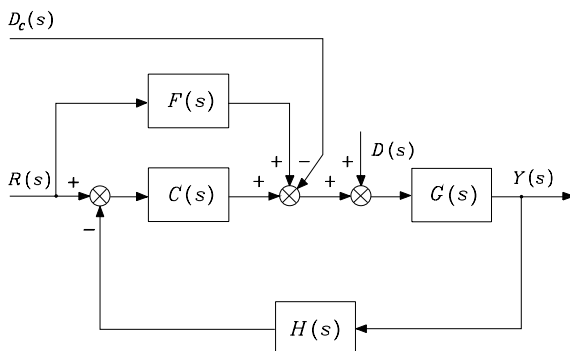 D_c(s)
F(s)
+ − + D(s)
R(s) + C(s) + + G(s) Y(s)
−
H(s)